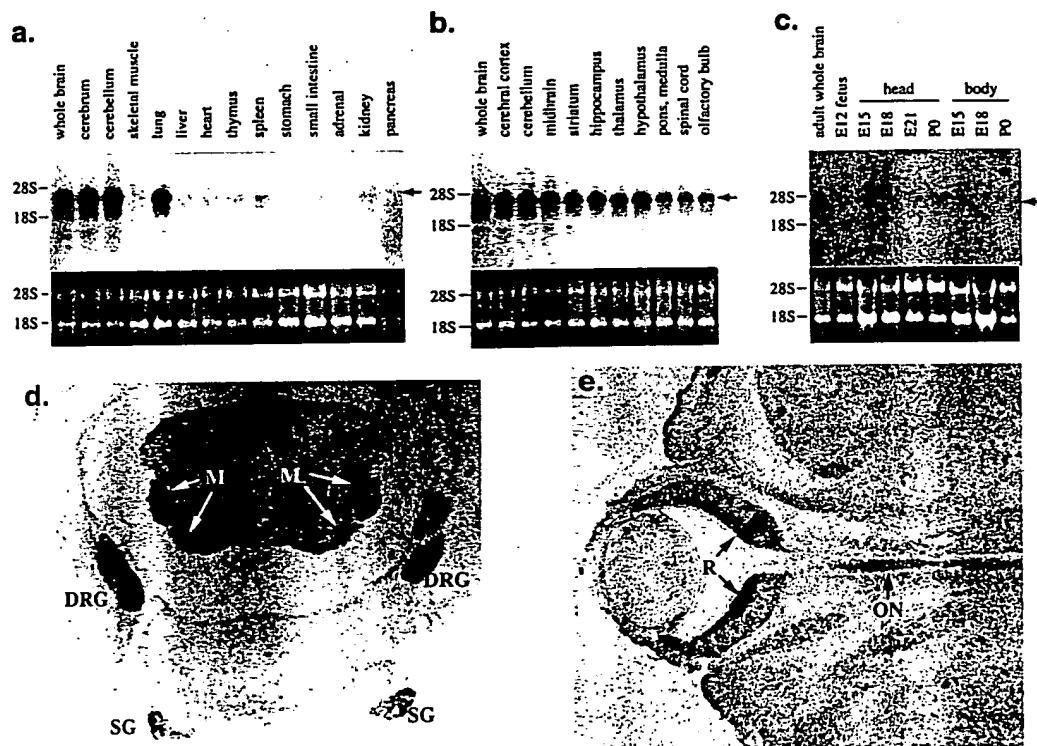 a.
whole brain
cerebrum
cerebellum
skeletal muscle
lung
liver
heart
thymus
spleen
stomach
small intestine
adrenal
kidney
pancreas
28S
18S
28S
18S
b.
whole brain
cerebral cortex
cerebellum
midbrain
striatum
hippocampus
thalamus
hypothalamus
pons, medulla
spinal cord
olfactory bulb
28S
18S
28S
18S
c.
head
body
adult whole brain
E12 fetus
E15
E18
E21
P0
E15
E18
P0
28S
18S
28S
18S
d.
M
ML
DRG
DRG
SG
SG
e.
R
ON